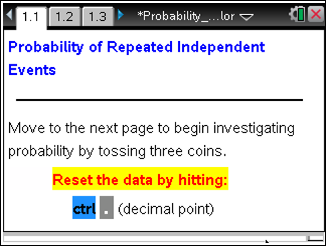 1.1 1.2 1.3 *Probability_...lor
Probability of Repeated Independent
Events
Move to the next page to begin investigating
probability by tossing three coins.
Reset the data by hitting:
ctrl . (decimal point)